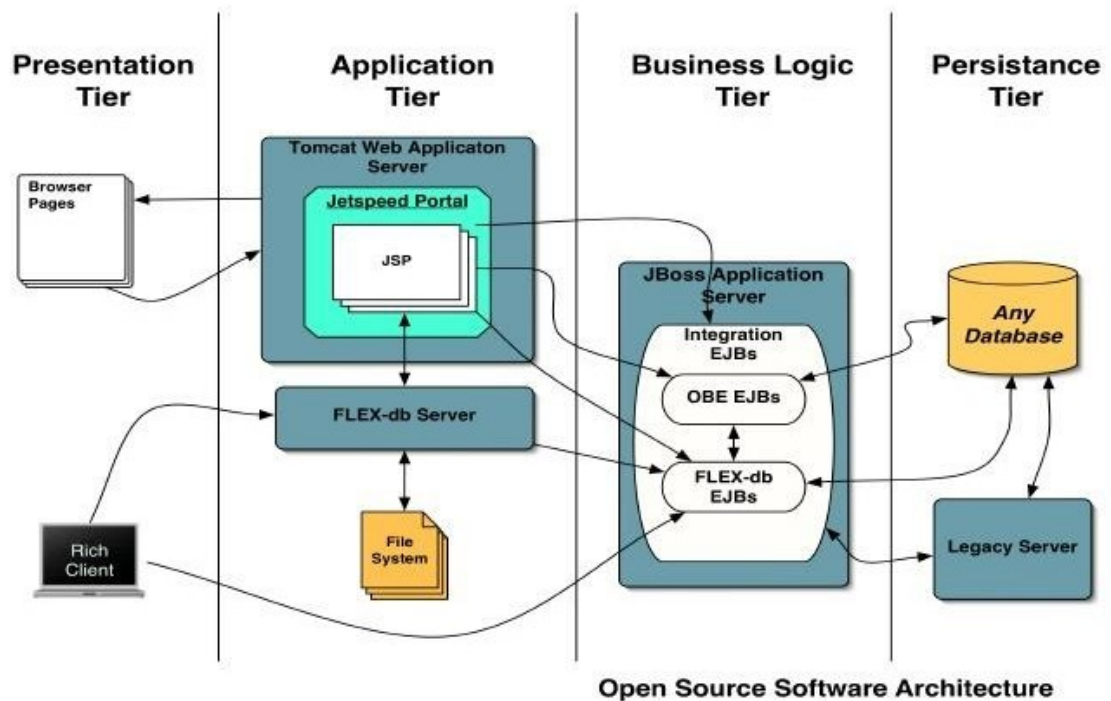 Presentation
Tier
Application
Tier
Business Logic
Tier
Persistance
Tier
Browser
Pages
Tomcat Web Applicaton
Server
Jetspeed Portal
JSP
FLEX-db Server
File
System
Rich
Client
JBoss Application
Server
Integration
EJBs
OBE EJBs
FLEX-db
EJBs
Any
Database
Legacy Server
Open Source Software Architecture